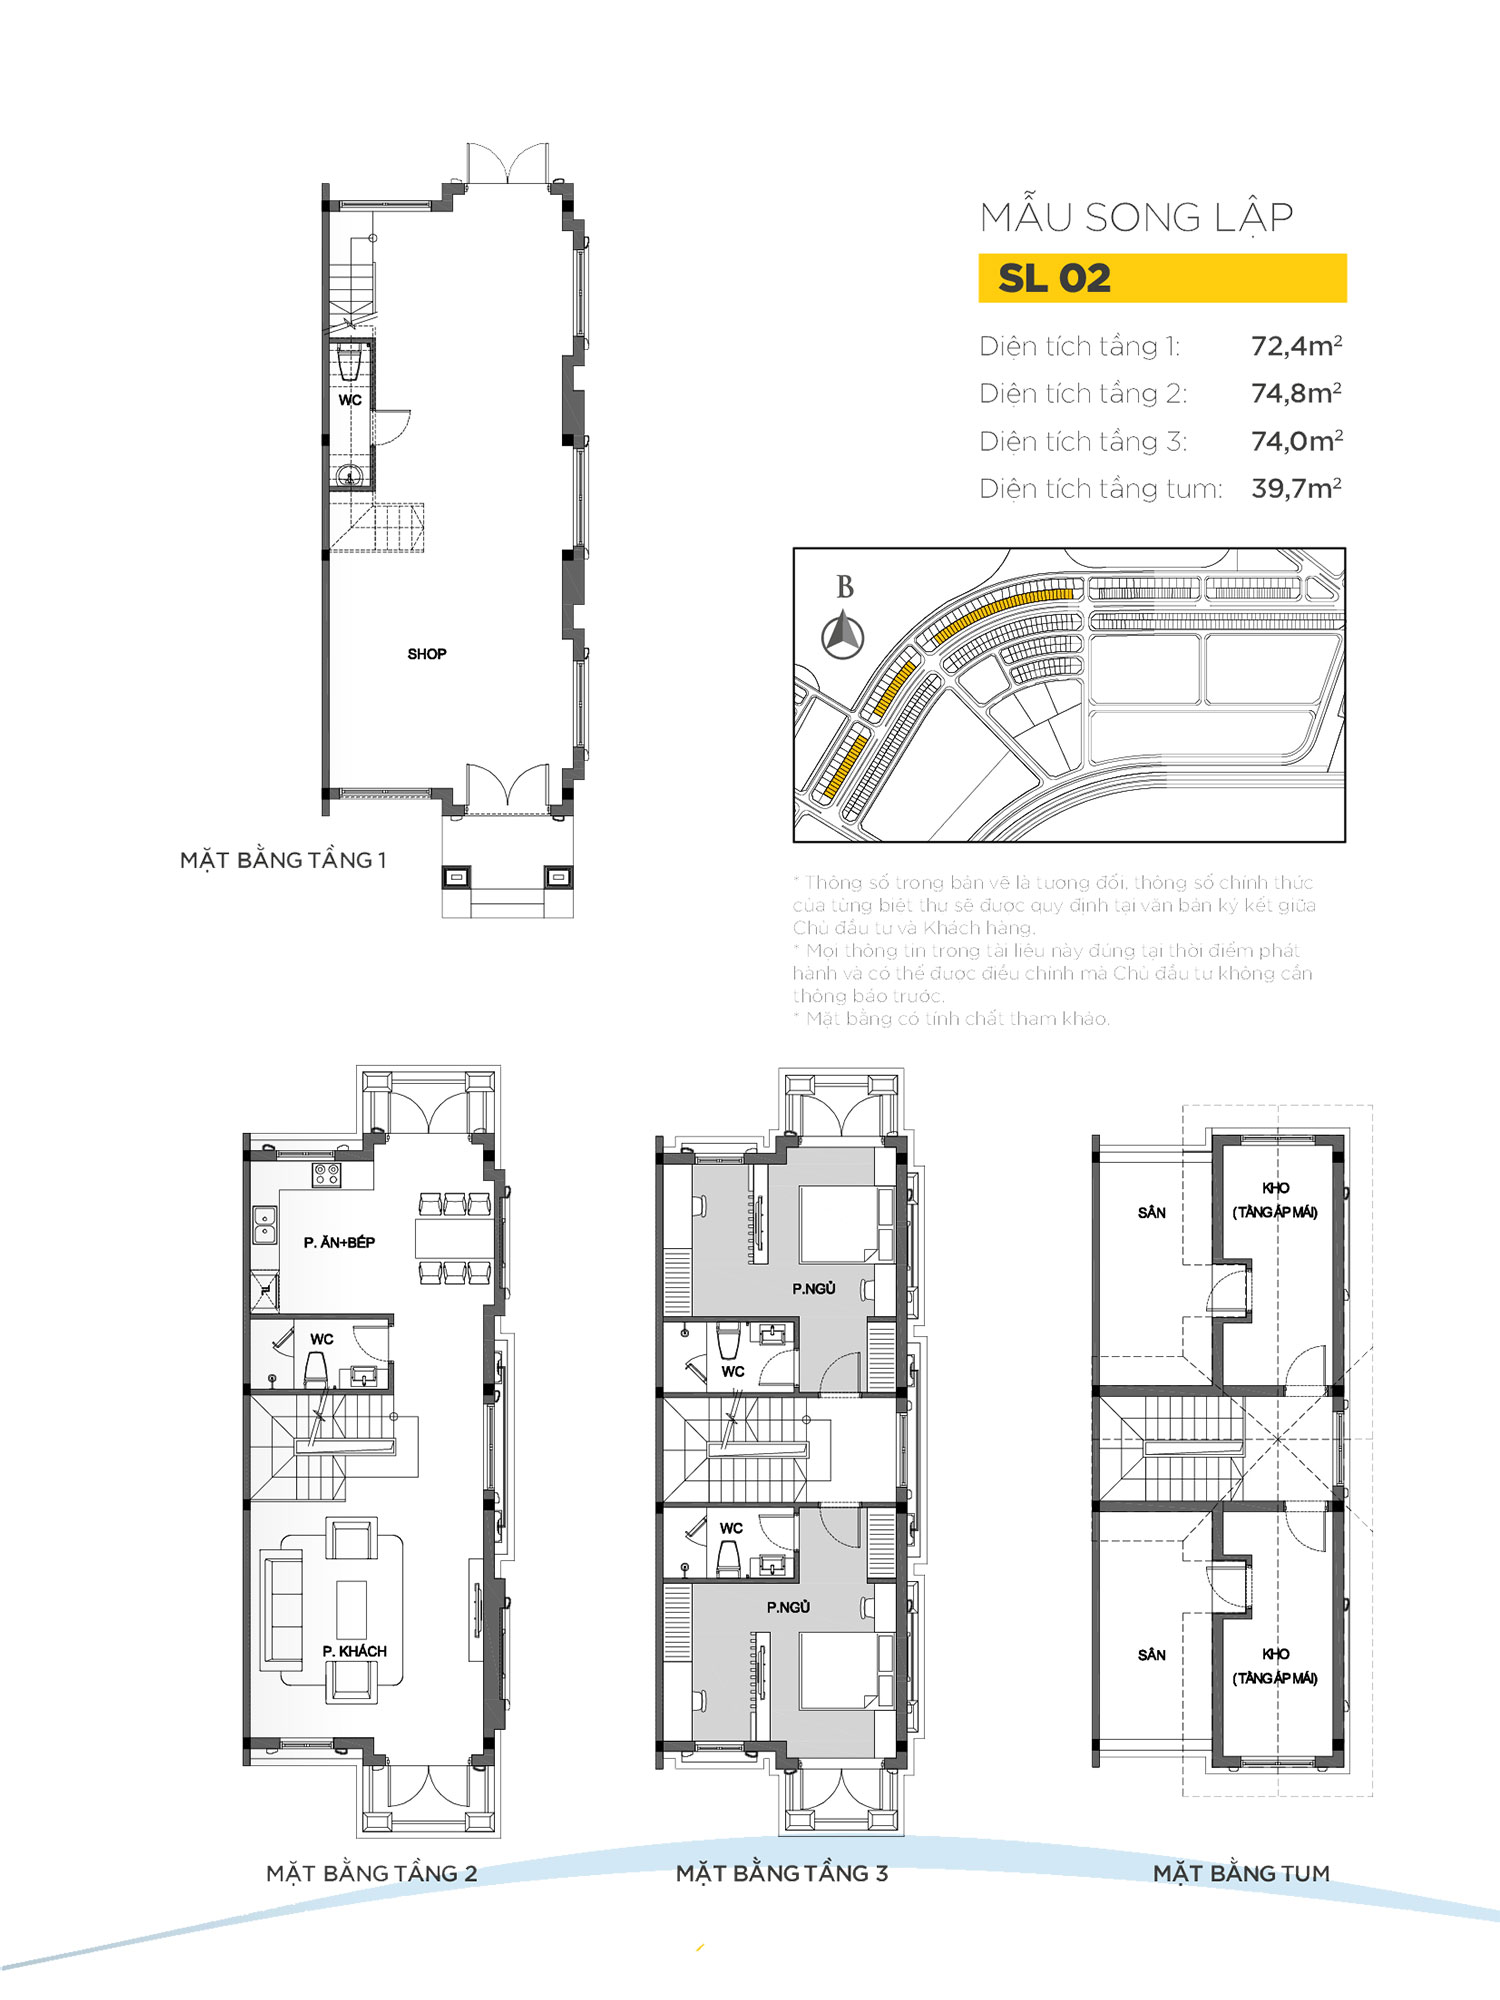 MẪU SONG LẬP
SL 02
Diện tích tầng 1: 72,4m²
Diện tích tầng 2: 74,8m²
Diện tích tầng 3: 74,0m²
Diện tích tầng tum: 39,7m²
WC
SHOP
MẶT BẰNG TẦNG 1
B
* Thông số trong bản vẽ là tương đối, thông số chính thức
của từng biệt thự sẽ được quy định tại văn bản ký kết giữa
Chủ đầu tư và Khách hàng.
* Mọi thông tin trong tài liệu này đúng tại thời điểm phát
hành và có thể được điều chỉnh mà Chủ đầu tư không cần
thông báo trước.
* Mặt bằng có tính chất tham khảo.
P. ĂN+BẾP
TL
WC
P. KHÁCH
MẶT BẰNG TẦNG 2
P.NGỦ
WC
WC
P.NGỦ
MẶT BẰNG TẦNG 3
SÂN
KHO
(TẦNG ÁP MÁI)
SÂN
KHO
(TẦNG ÁP MÁI)
MẶT BẰNG TUM